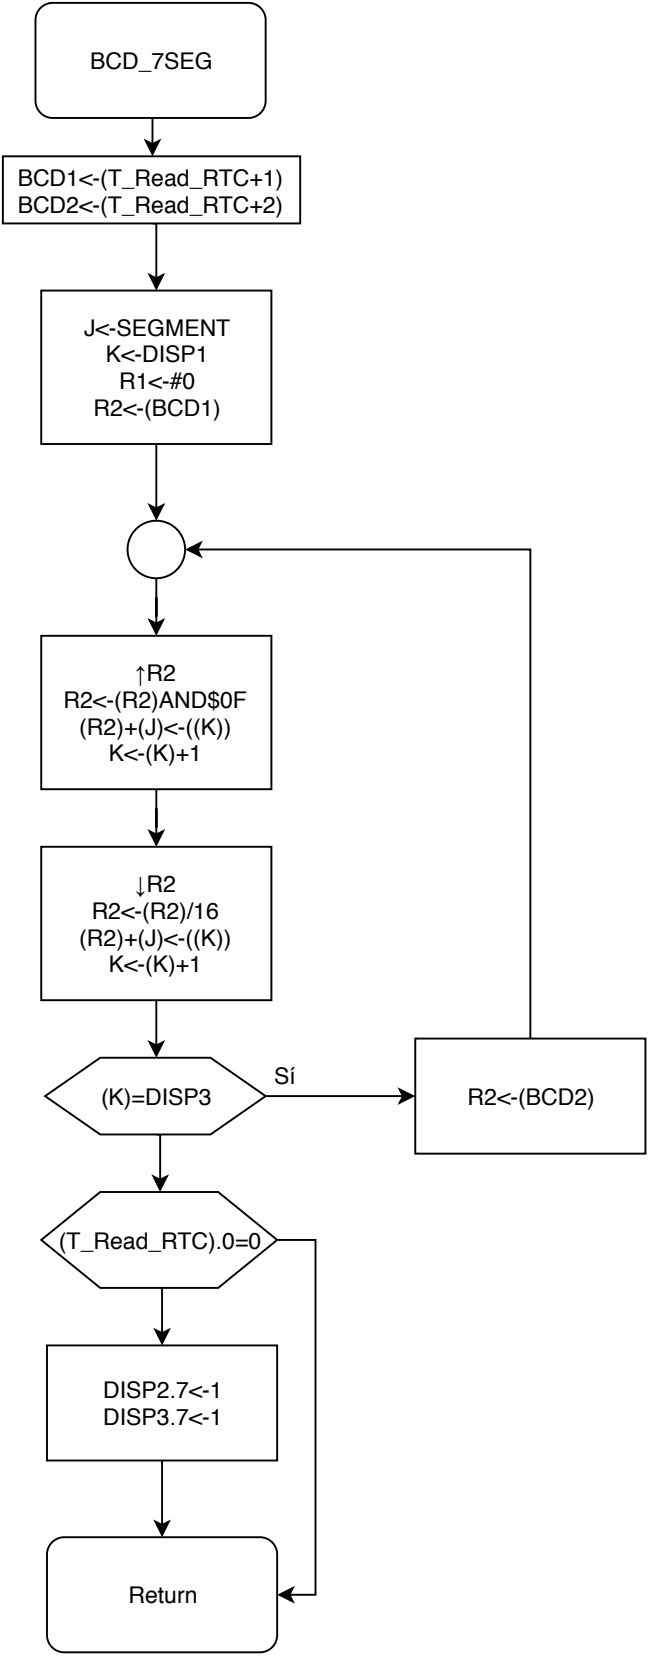 BCD_7SEG
BCD1<-(T_Read_RTC+1)
BCD2<-(T_Read_RTC+2)
J<-SEGMENT
K<-DISP1
R1<-#0
R2<-(BCD1)
↑R2
R2<-(R2)AND$0F
(R2)+(J)<-((K))
K<-(K)+1
↓R2
R2<-(R2)/16
(R2)+(J)<-((K))
K<-(K)+1
(K)=DISP3
Sí
R2<-(BCD2)
(T_Read_RTC).0=0
DISP2.7<-1
DISP3.7<-1
Return